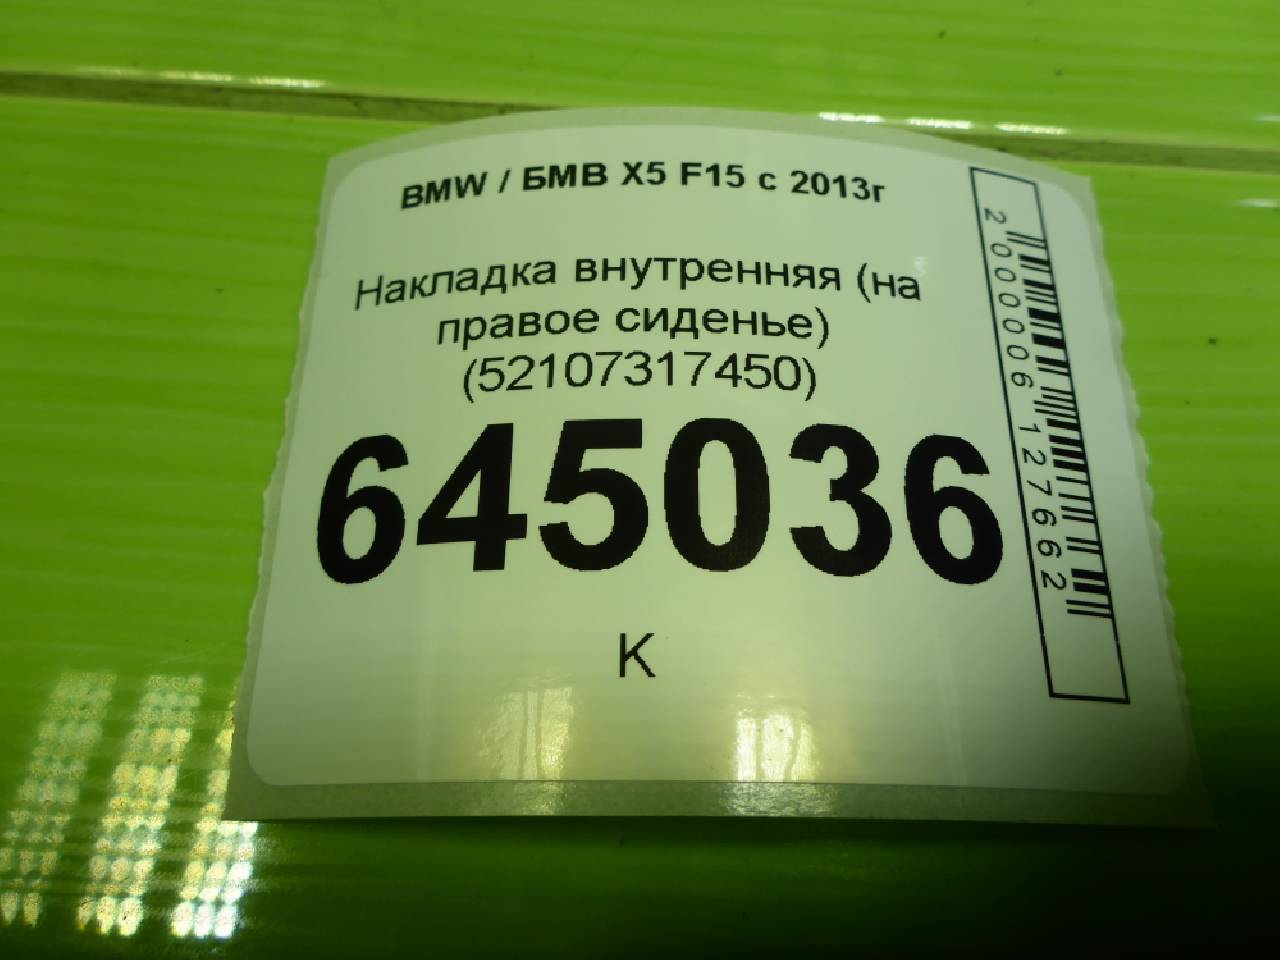 BMW / БМВ X5 F15 с 2013г
Накладка внутренняя (на
правое сиденье)
(52107317450)
645036
К
2000006127662